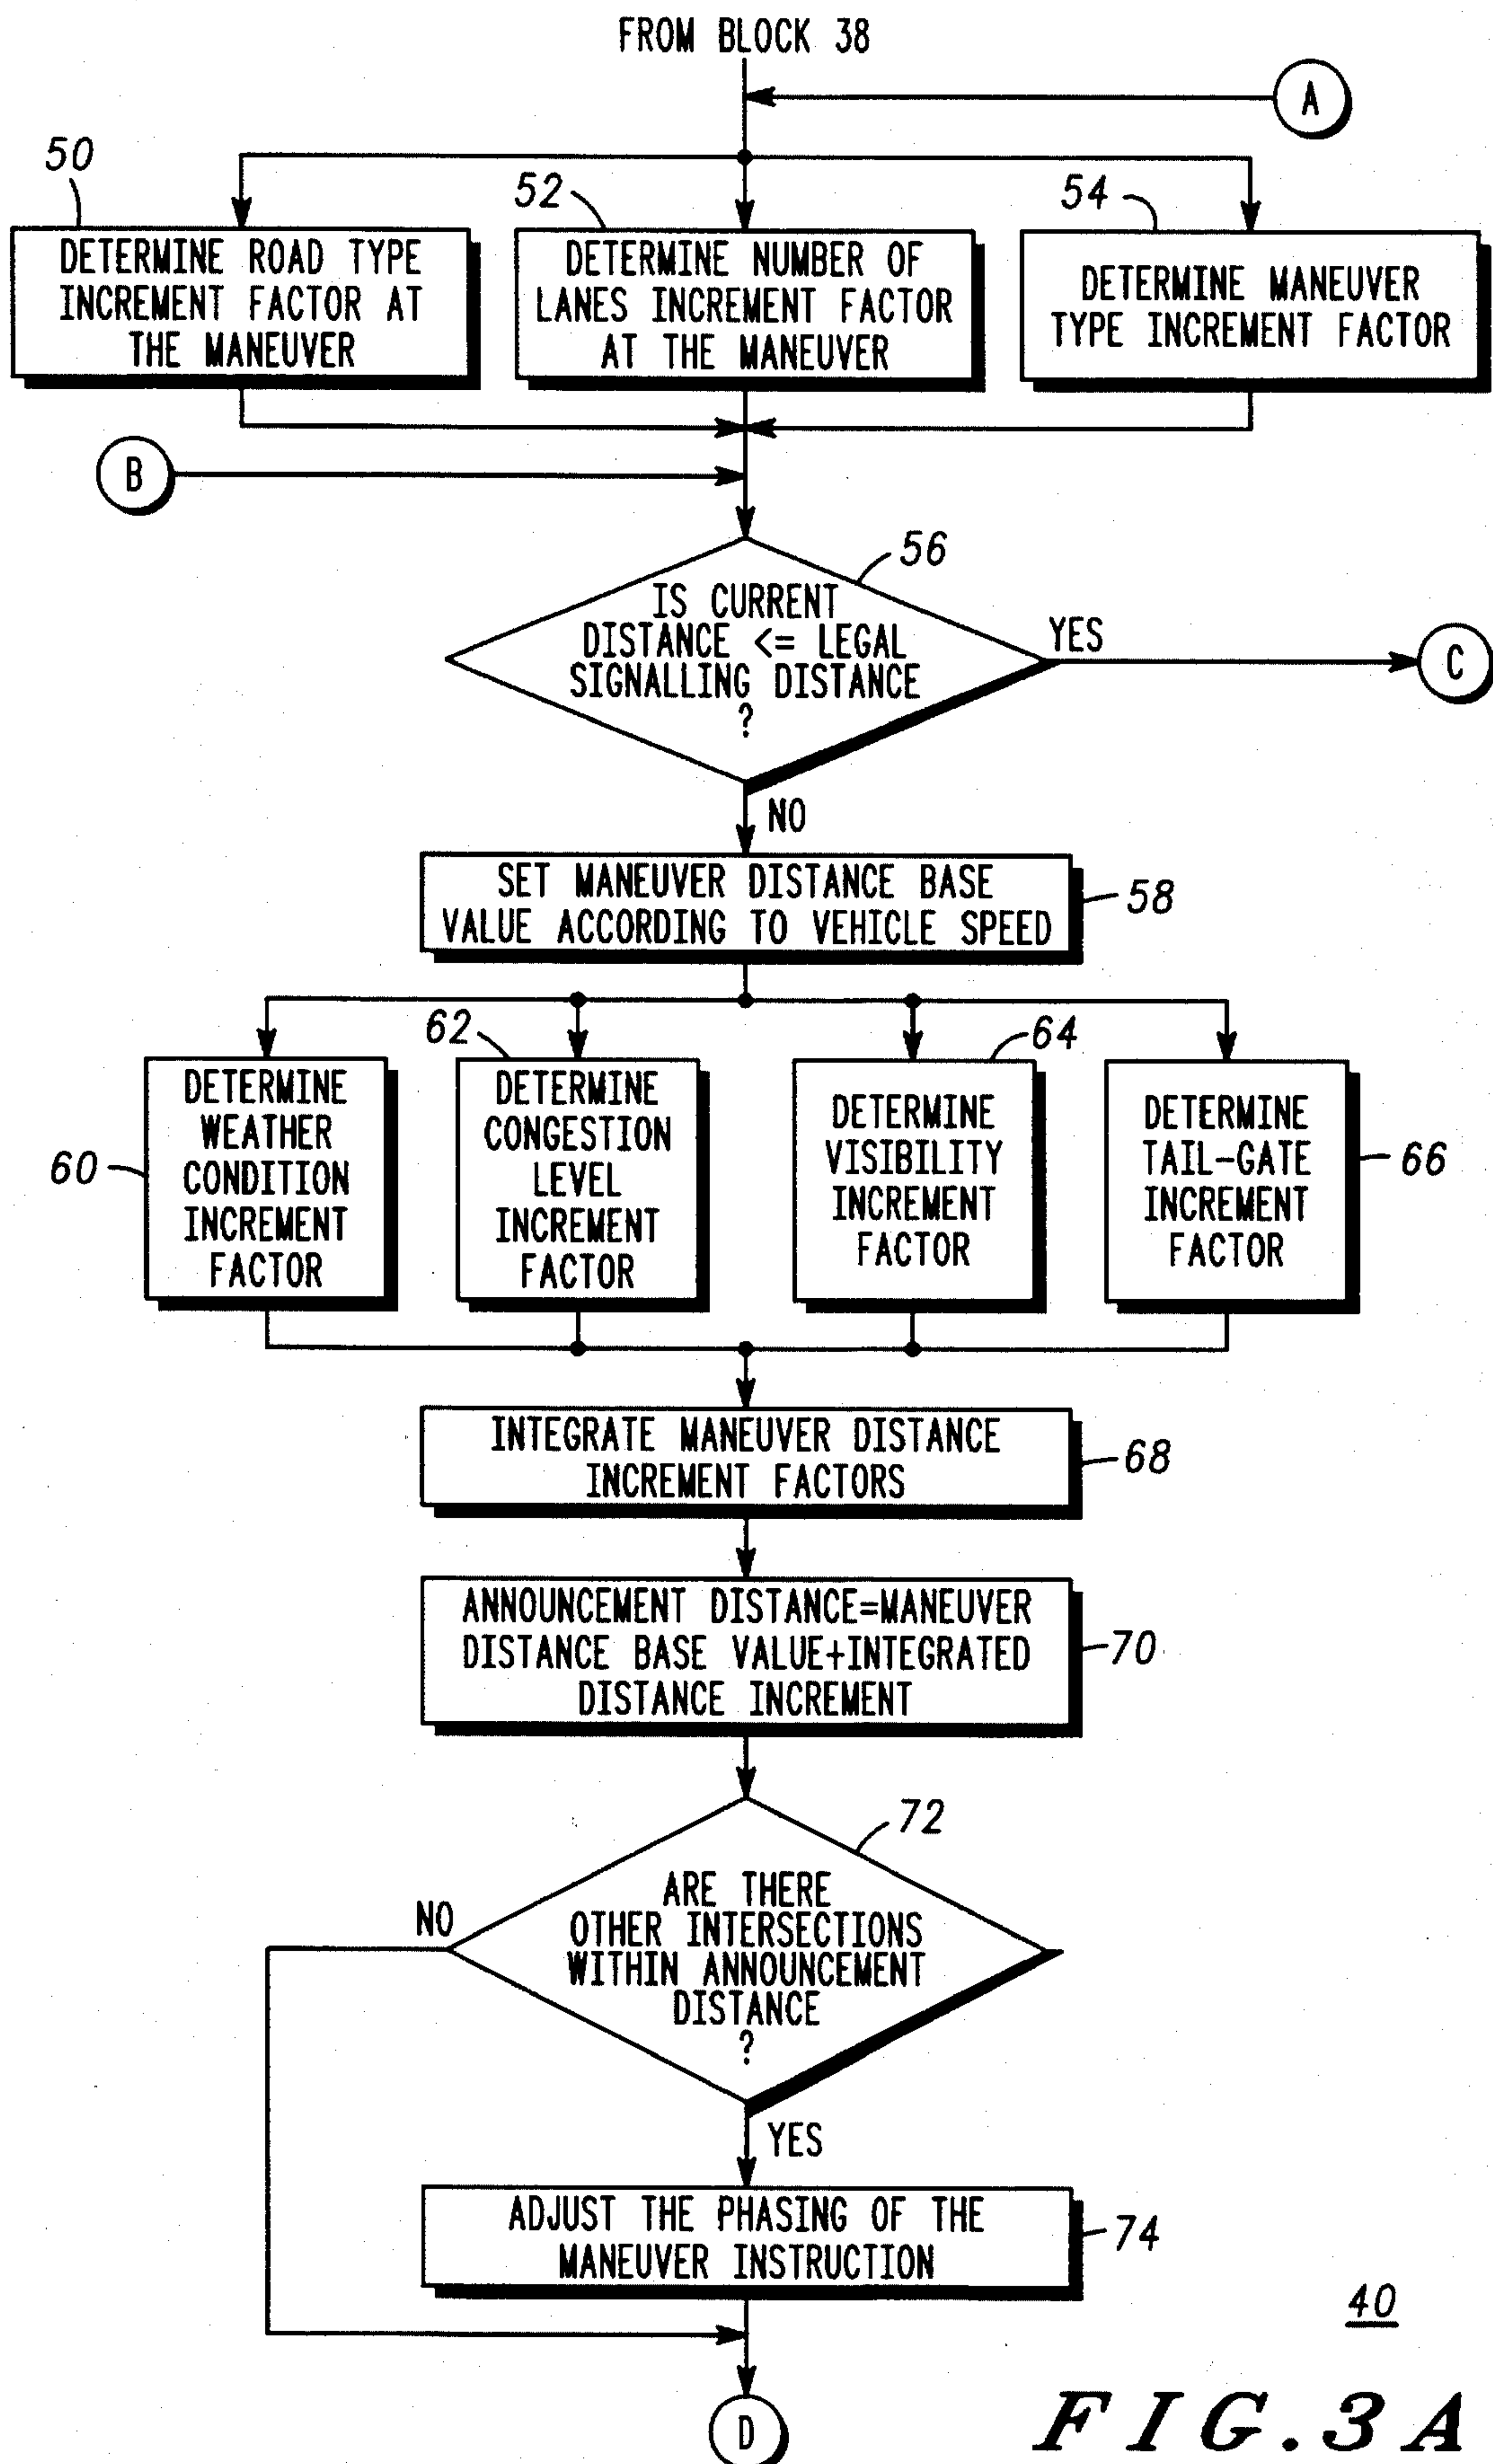 FROM BLOCK 38
A
50
52
54
DETERMINE ROAD TYPE
INCREMENT FACTOR AT
THE MANEUVER
DETERMINE NUMBER OF
LANES INCREMENT FACTOR
AT THE MANEUVER
DETERMINE MANEUVER
TYPE INCREMENT FACTOR
B
56
IS CURRENT
DISTANCE <= LEGAL
SIGNALLING DISTANCE
?
YES
C
NO
SET MANEUVER DISTANCE BASE
VALUE ACCORDING TO VEHICLE SPEED
58
62
64
60
DETERMINE
WEATHER
CONDITION
INCREMENT
FACTOR
DETERMINE
CONGESTION
LEVEL
INCREMENT
FACTOR
DETERMINE
VISIBILITY
INCREMENT
FACTOR
DETERMINE
TAIL-GATE
INCREMENT
FACTOR
66
INTEGRATE MANEUVER DISTANCE
INCREMENT FACTORS
68
ANNOUNCEMENT DISTANCE=MANEUVER
DISTANCE BASE VALUE+INTEGRATED
DISTANCE INCREMENT
70
72
ARE THERE
OTHER INTERSECTIONS
WITHIN ANNOUNCEMENT
DISTANCE
?
NO
YES
ADJUST THE PHASING OF THE
MANEUVER INSTRUCTION
74
40
D
FIG.3A